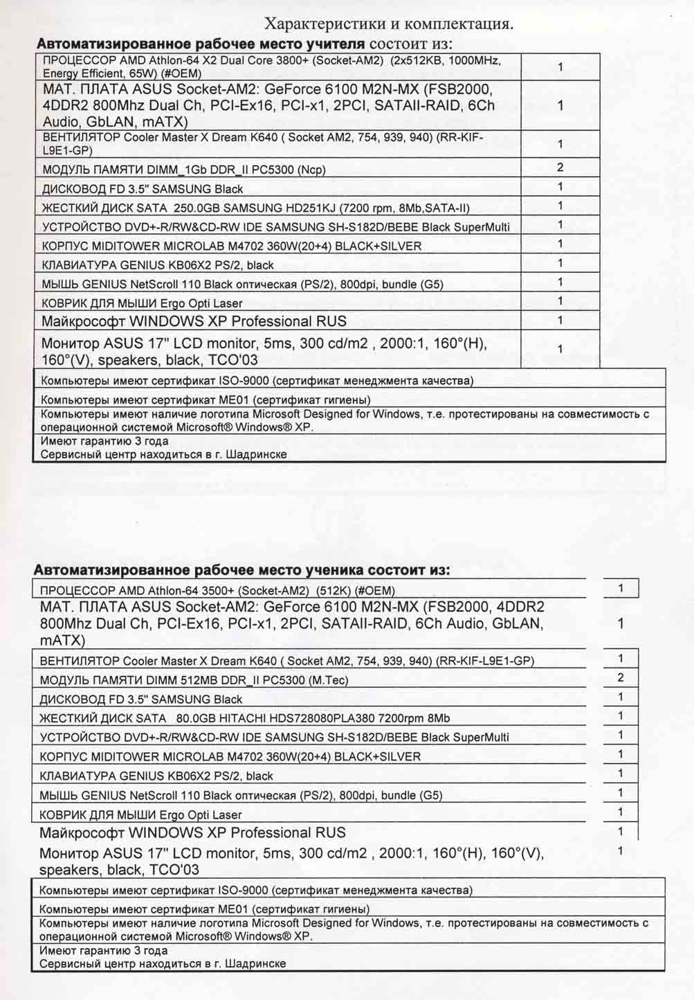 Характеристики и комплектация.
Автоматизированное рабочее место учителя состоит из:
ПРОЦЕССОР AMD Athlon-64 X2 Dual Core 3800+ (Socket-AM2) (2x512KB, 1000MHz,
Energy Efficient, 65W) (#OEM) 1
МАТ. ПЛАТА ASUS Socket-AM2: GeForce 6100 M2N-MX (FSB2000,
4DDR2 800Mhz Dual Ch, PCI-Ex16, PCI-x1, 2PCI, SATAII-RAID, 6Ch 1
Audio, GbLAN, mATX)
ВЕНТИЛЯТОР Cooler Master X Dream K640 ( Socket AM2, 754, 939, 940) (RR-KIF-
L9E1-GP) 1
МОДУЛЬ ПАМЯТИ DIMM_1Gb DDR_II PC5300 (Ncp) 2
ДИСКОВОД FD 3.5" SAMSUNG Black 1
ЖЕСТКИЙ ДИСК SATA 250.0GB SAMSUNG HD251KJ (7200 rpm, 8Mb,SATA-II) 1
УСТРОЙСТВО DVD+-R/RW&CD-RW IDE SAMSUNG SH-S182D/BEBE Black SuperMulti 1
КОРПУС MIDITOWER MICROLAB M4702 360W(20+4) BLACK+SILVER 1
КЛАВИАТУРА GENIUS KB06X2 PS/2, black 1
МЫШЬ GENIUS NetScroll 110 Black оптическая (PS/2), 800dpi, bundle (G5) 1
КОВРИК ДЛЯ МЫШИ Ergo Opti Laser 1
Майкрософт WINDOWS XP Professional RUS 1
Монитор ASUS 17" LCD monitor, 5ms, 300 cd/m2 , 2000:1, 160°(H),
160°(V), speakers, black, TCO'03 1
Компьютеры имеют сертификат ISO-9000 (сертификат менеджмента качества)
Компьютеры имеют сертификат ME01 (сертификат гигиены)
Компьютеры имеют наличие логотипа Microsoft Designed for Windows, т.е. протестированы на совместимость с
операционной системой Microsoft® Windows® XP.
Имеют гарантию 3 года
Сервисный центр находиться в г. Шадринске
Автоматизированное рабочее место ученика состоит из:
ПРОЦЕССОР AMD Athlon-64 3500+ (Socket-AM2) (512K) (#OEM) 1
МАТ. ПЛАТА ASUS Socket-AM2: GeForce 6100 M2N-MX (FSB2000, 4DDR2
800Mhz Dual Ch, PCI-Ex16, PCI-x1, 2PCI, SATAII-RAID, 6Ch Audio, GbLAN, 1
mATX)
ВЕНТИЛЯТОР Cooler Master X Dream K640 ( Socket AM2, 754, 939, 940) (RR-KIF-L9E1-GP) 1
МОДУЛЬ ПАМЯТИ DIMM 512MB DDR_II PC5300 (M.Tec) 2
ДИСКОВОД FD 3.5" SAMSUNG Black 1
ЖЕСТКИЙ ДИСК SATA 80.0GB HITACHI HDS728080PLA380 7200rpm 8Mb 1
УСТРОЙСТВО DVD+-R/RW&CD-RW IDE SAMSUNG SH-S182D/BEBE Black SuperMulti 1
КОРПУС MIDITOWER MICROLAB M4702 360W(20+4) BLACK+SILVER 1
КЛАВИАТУРА GENIUS KB06X2 PS/2, black 1
МЫШЬ GENIUS NetScroll 110 Black оптическая (PS/2), 800dpi, bundle (G5) 1
КОВРИК ДЛЯ МЫШИ Ergo Opti Laser 1
Майкрософт WINDOWS XP Professional RUS 1
Монитор ASUS 17" LCD monitor, 5ms, 300 cd/m2 , 2000:1, 160°(H), 160°(V), 1
speakers, black, TCO'03
Компьютеры имеют сертификат ISO-9000 (сертификат менеджмента качества)
Компьютеры имеют сертификат ME01 (сертификат гигиены)
Компьютеры имеют наличие логотипа Microsoft Designed for Windows, т.е. протестированы на совместимость с
операционной системой Microsoft® Windows® XP.
Имеют гарантию 3 года
Сервисный центр находиться в г. Шадринске